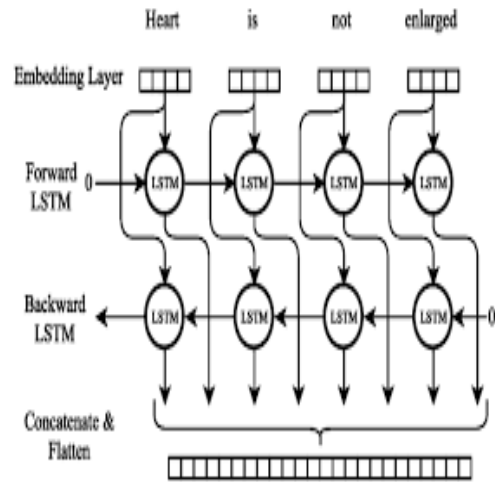 Heart is not enlarged
Embedding Layer
Forward
LSTM
0
LSTM LSTM LSTM LSTM
Backward
LSTM
LSTM LSTM LSTM LSTM
0
Concatenate &
Flatten